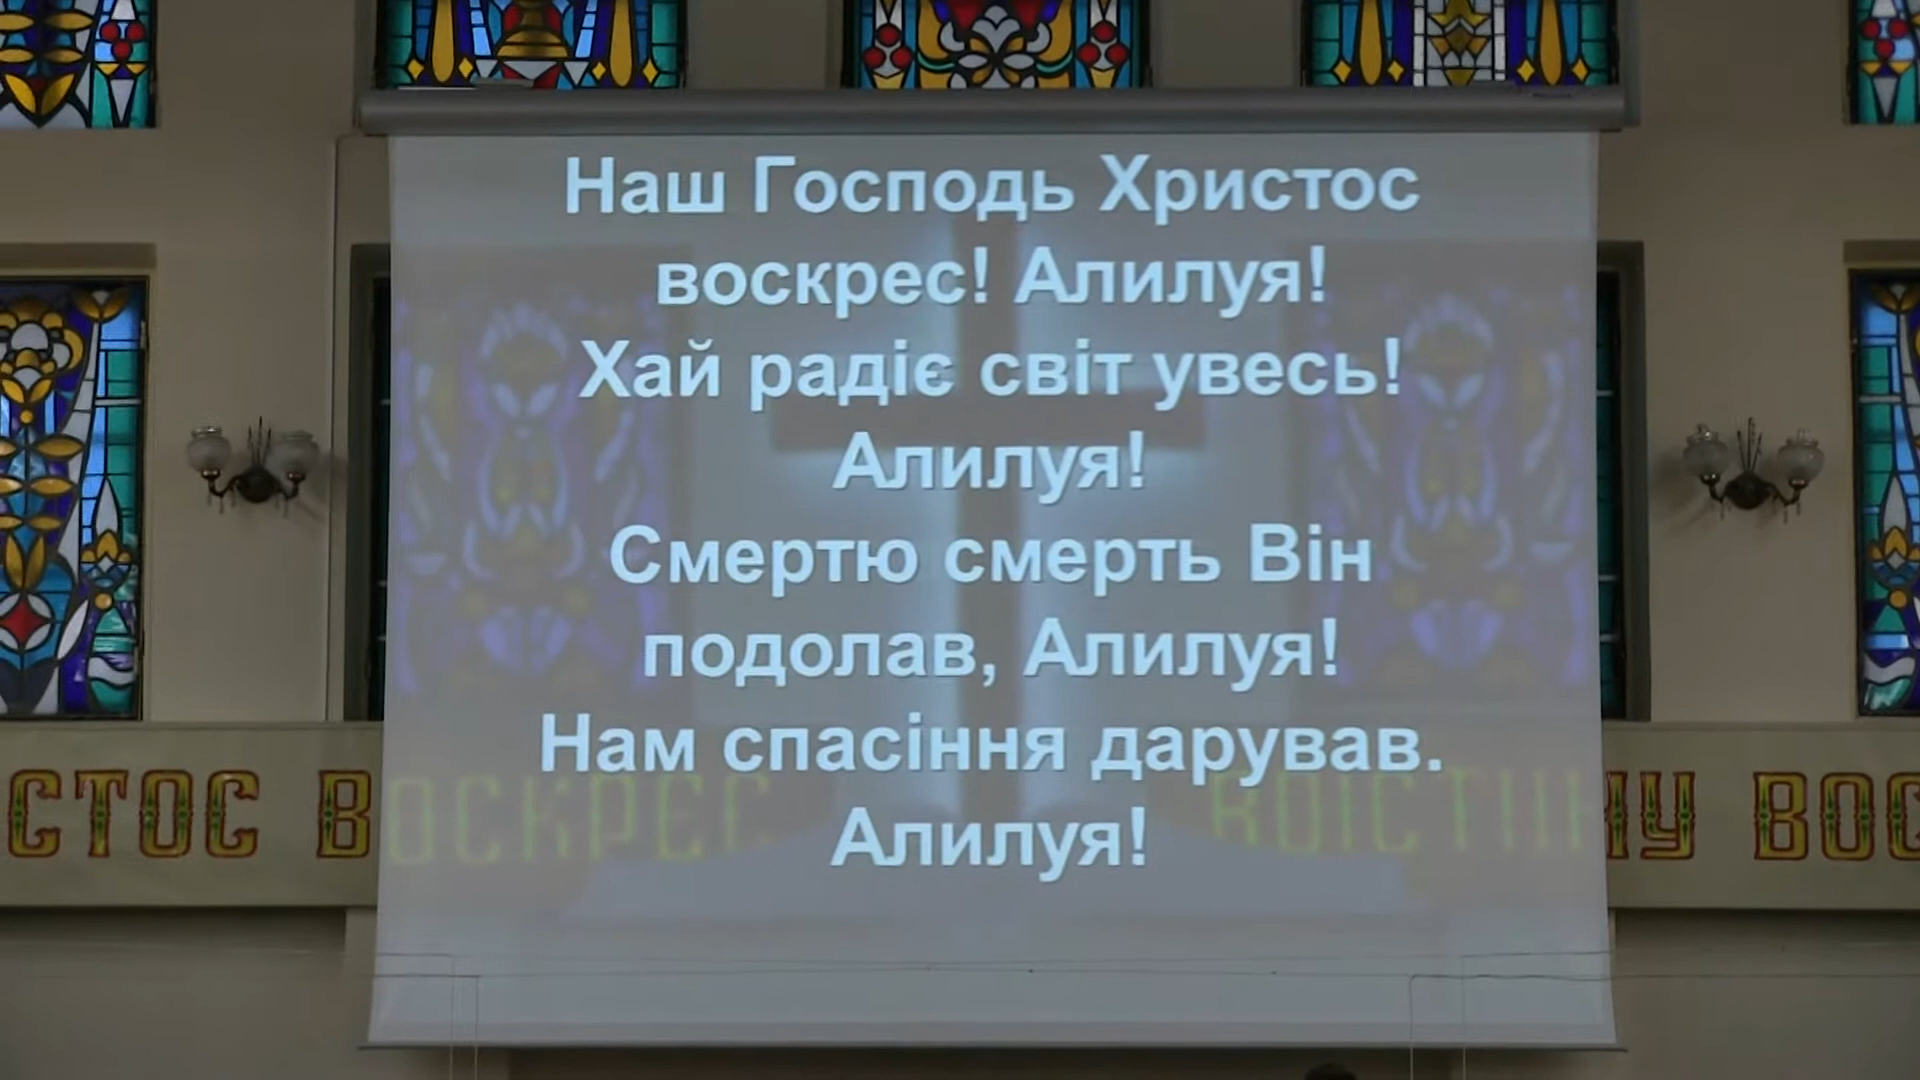 Наш Господь Христос
воскрес! Алилуя!
Хай радіє світ увесь!
Алилуя!
Смертю смерть Він
подолав, Алилуя!
Нам спасіння дарував.
Алилуя!
СТОС ВОСКРЕС ВОІСТИНУ ВОС